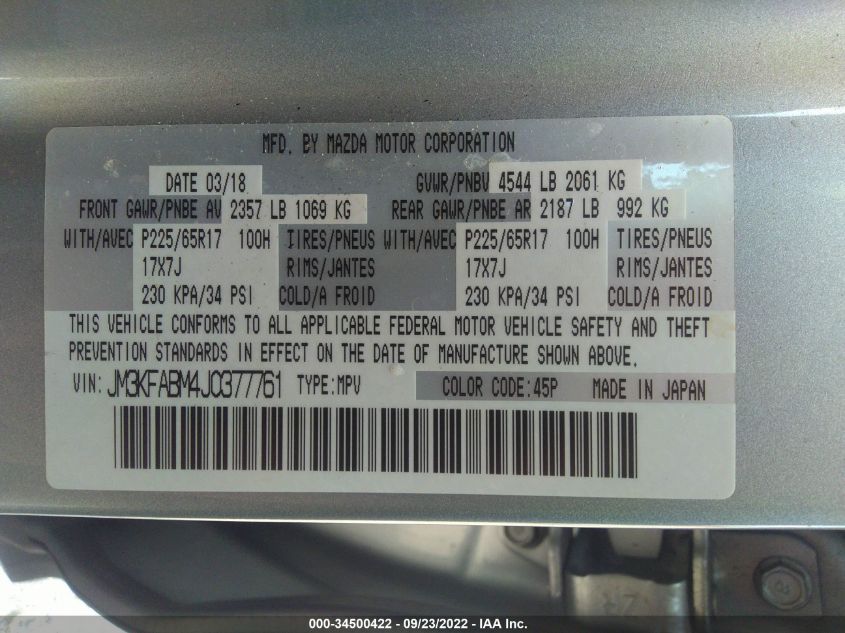 MFD. BY MAZDA MOTOR CORPORATION
DATE 03/18 GVWR/PNBV 4544 LB 2061 KG
FRONT GAWR/PNBE AV 2357 LB 1069 KG REAR GAWR/PNBE AR 2187 LB 992 KG
WITH/AVEC P225/65R17 100H TIRES/PNEUS WITH/AVEC P225/65R17 100H TIRES/PNEUS
17X7J RIMS/JANTES 17X7J RIMS/JANTES
230 KPA/34 PSI COLD/A FROID 230 KPA/34 PSI COLD/A FROID
THIS VEHICLE CONFORMS TO ALL APPLICABLE FEDERAL MOTOR VEHICLE SAFETY AND THEFT
PREVENTION STANDARDS IN EFFECT ON THE DATE OF MANUFACTURE SHOWN ABOVE.
VIN: JM3KFABM4J0377761 TYPE:MPV COLOR CODE:45P MADE IN JAPAN
000-34500422 - 09/23/2022 - IAA Inc.